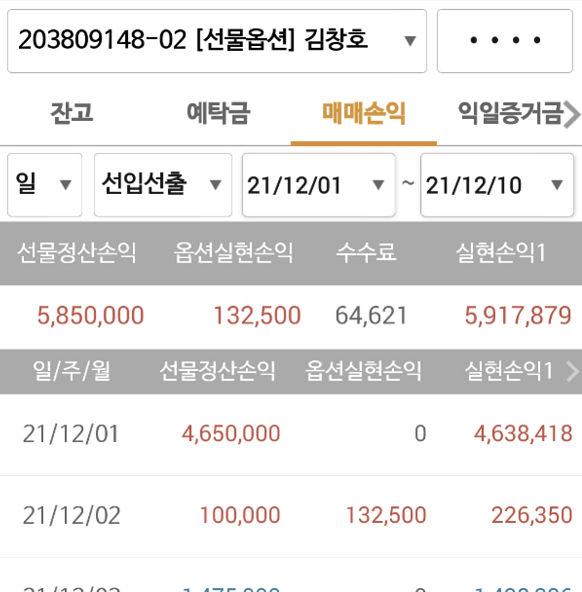 203809148-02 [선물옵션] 김창호 ▼ • • • •
잔고 예탁금 매매손익 익일증거금
일 ▼ 선입선출 ▼ 21/12/01 ▼ ~ 21/12/10 ▼
선물정산손익 옵션실현손익 수수료 실현손익1
5,850,000 132,500 64,621 5,917,879
일/주/월 선물정산손익 옵션실현손익 실현손익1
21/12/01 4,650,000 0 4,638,418
21/12/02 100,000 132,500 226,350